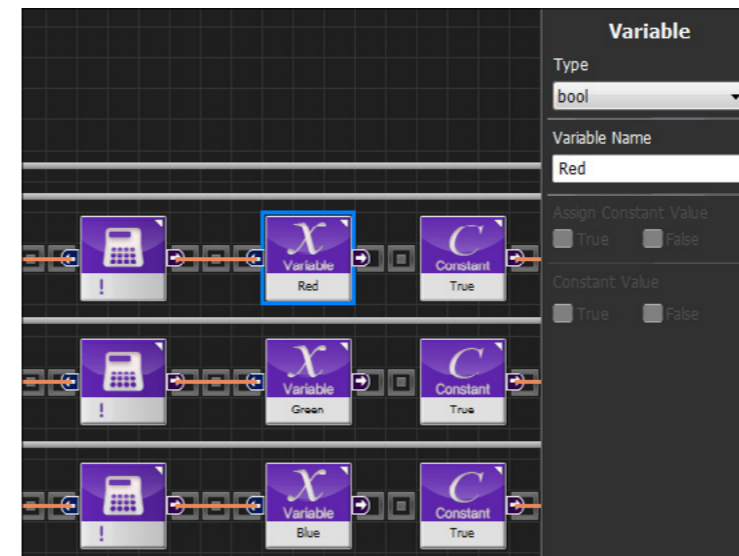 Variable
Type
bool
Variable Name
Red
Assign Constant Value
True False
Constant Value
True False
! X Variable Red C Constant True
! X Variable Green C Constant True
! X Variable Blue C Constant True